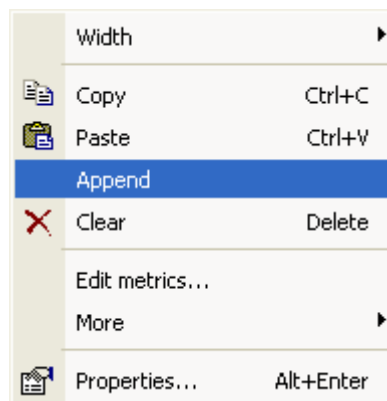 Width
Copy Ctrl+C
Paste Ctrl+V
Append
Clear Delete
Edit metrics...
More
Properties... Alt+Enter